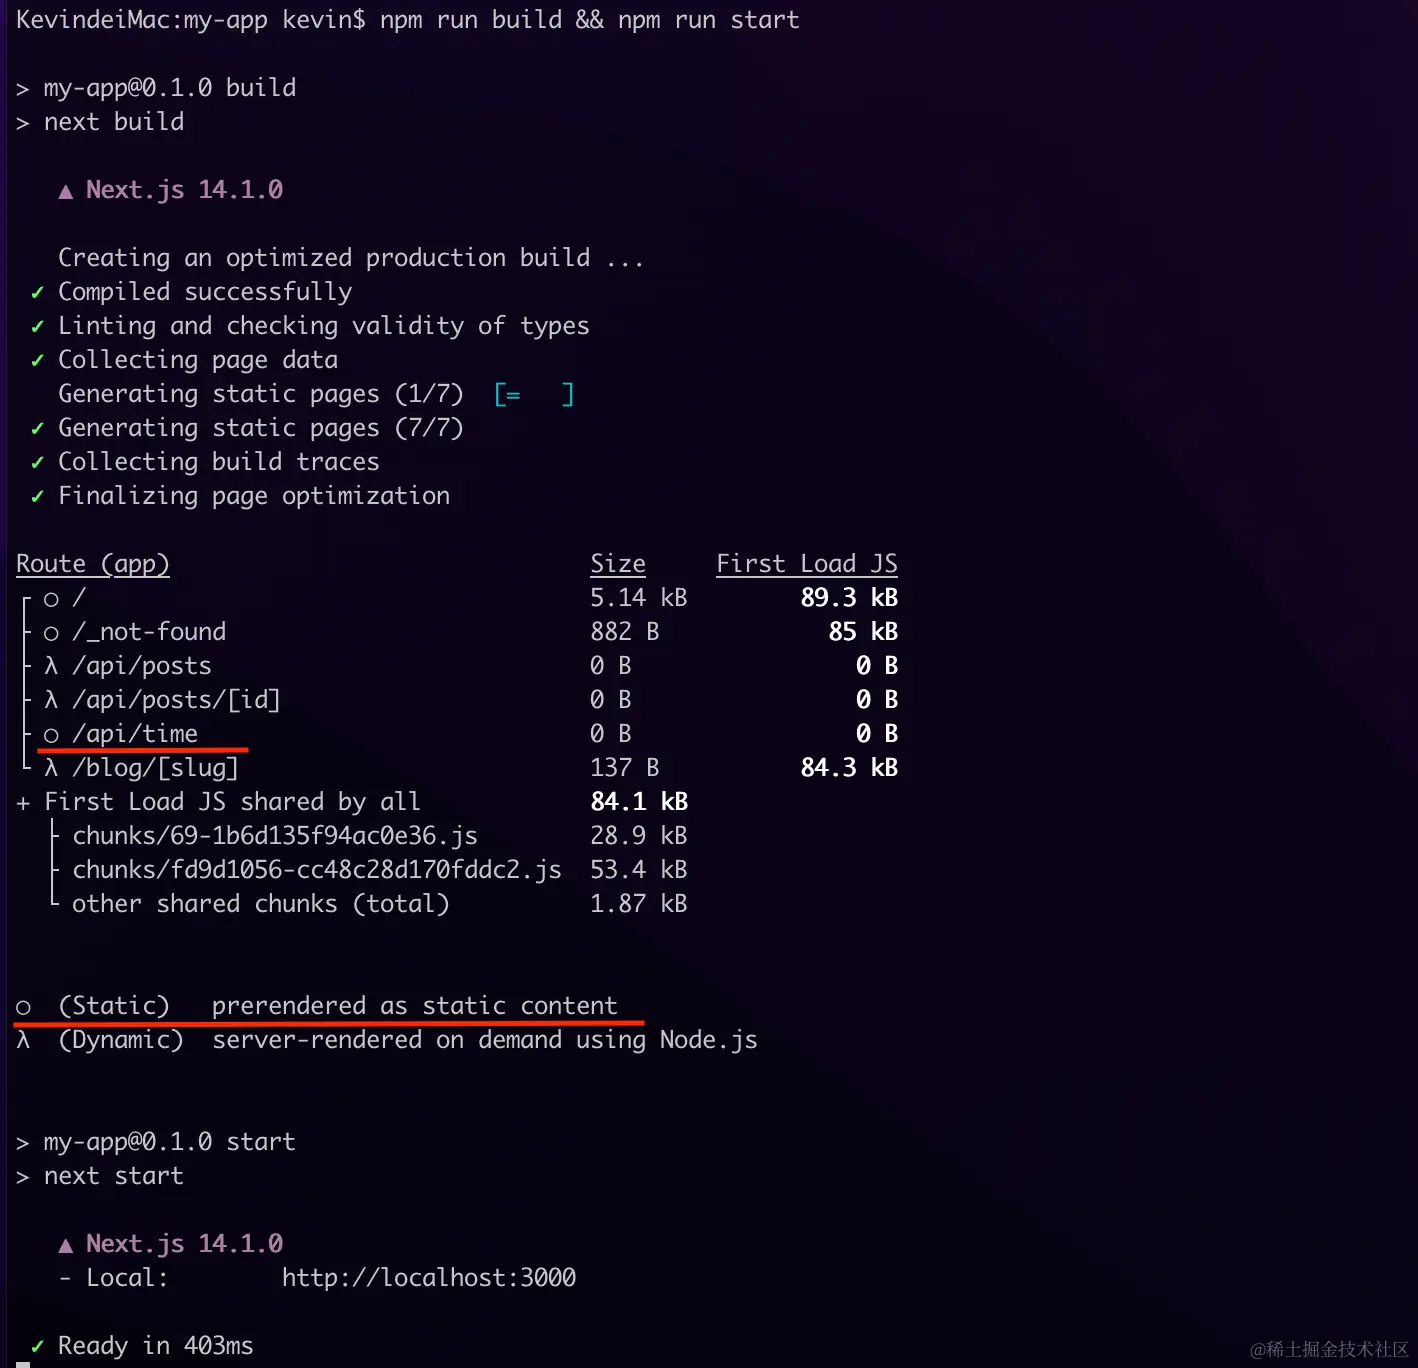 KevindeiMac:my-app kevin$ npm run build && npm run start
> my-app@0.1.0 build
> next build
▲ Next.js 14.1.0
Creating an optimized production build ...
✓ Compiled successfully
✓ Linting and checking validity of types
✓ Collecting page data
Generating static pages (1/7) [= ]
✓ Generating static pages (7/7)
✓ Collecting build traces
✓ Finalizing page optimization
Route (app) Size First Load JS
┌ ○ / 5.14 kB 89.3 kB
├ ○ /_not-found 882 B 85 kB
├ λ /api/posts 0 B 0 B
├ λ /api/posts/[id] 0 B 0 B
├ ○ /api/time 0 B 0 B
└ λ /blog/[slug] 137 B 84.3 kB
+ First Load JS shared by all 84.1 kB
├ chunks/69-1b6d135f94ac0e36.js 28.9 kB
├ chunks/fd9d1056-cc48c28d170fddc2.js 53.4 kB
└ other shared chunks (total) 1.87 kB
○ (Static) prerendered as static content
λ (Dynamic) server-rendered on demand using Node.js
> my-app@0.1.0 start
> next start
▲ Next.js 14.1.0
- Local: http://localhost:3000
✓ Ready in 403ms
@稀土掘金技术社区